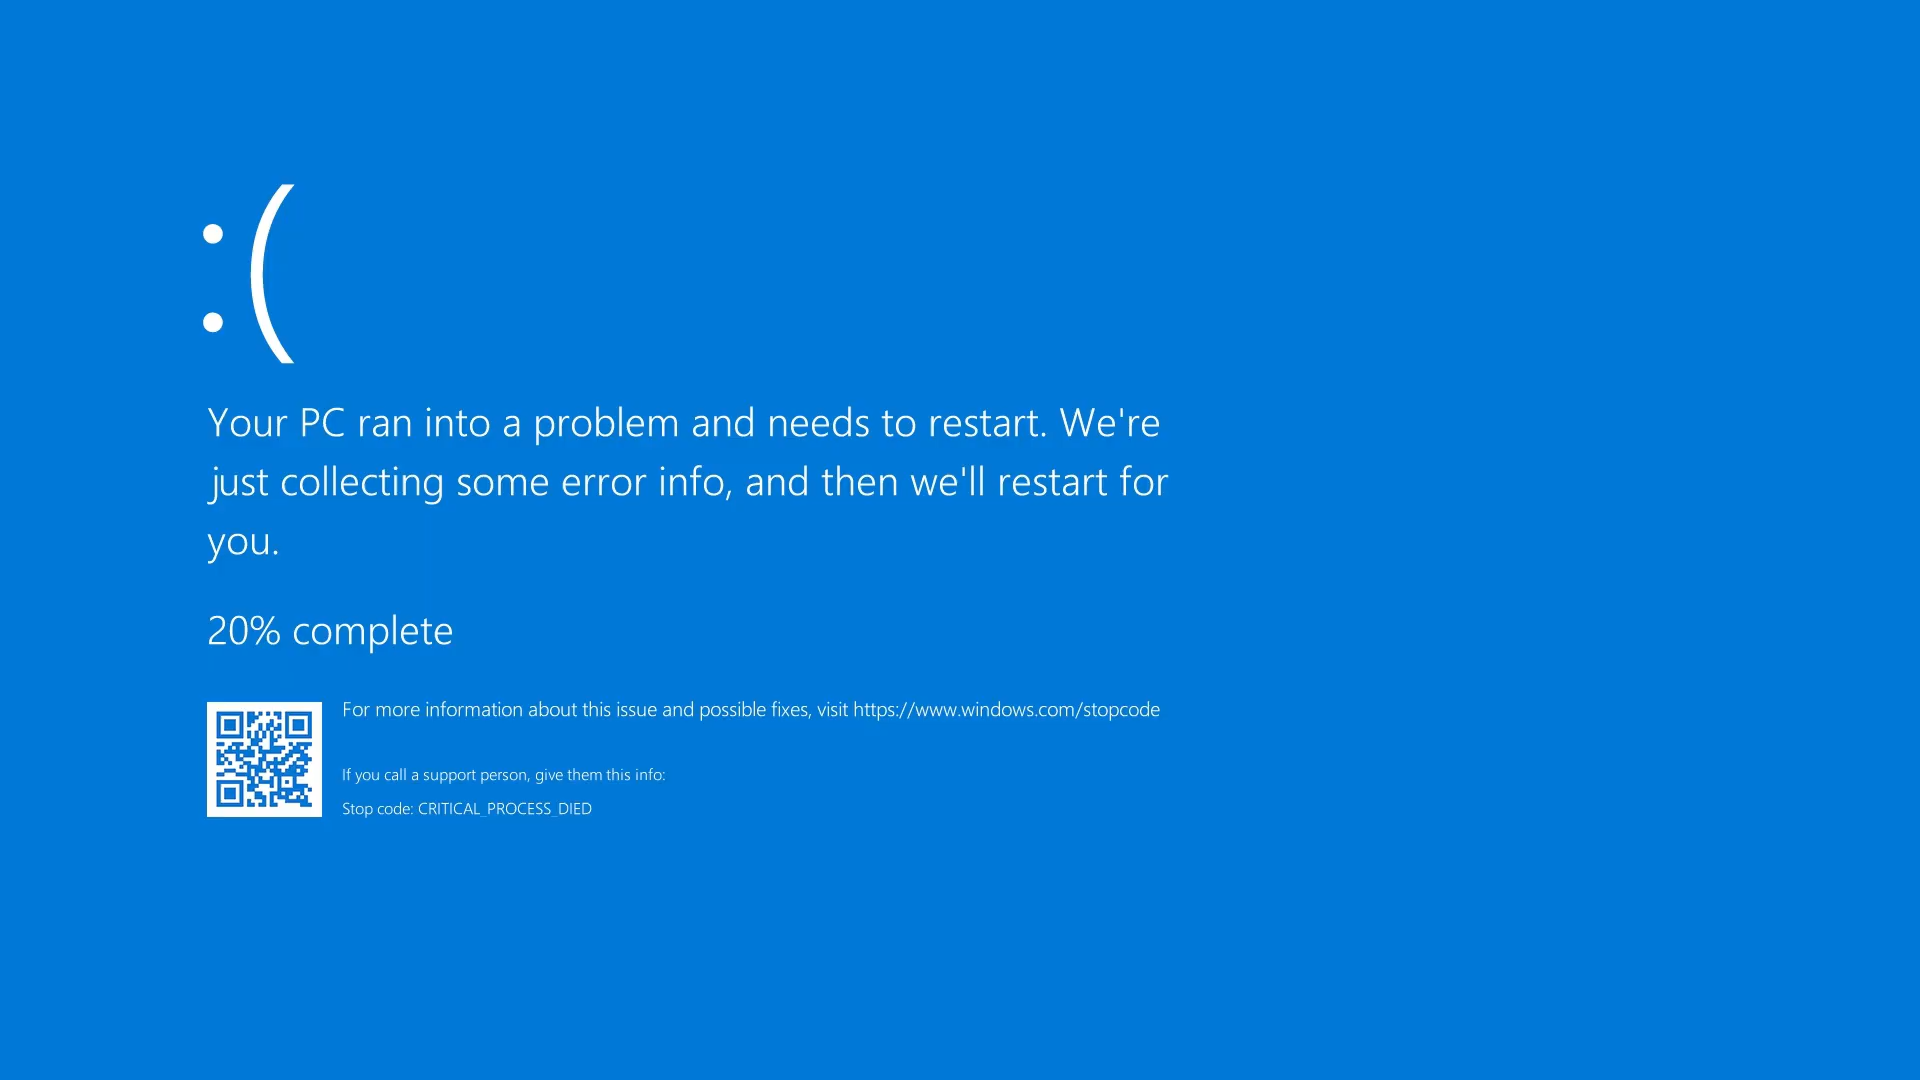 :(
Your PC ran into a problem and needs to restart. We're
just collecting some error info, and then we'll restart for
you.
20% complete
For more information about this issue and possible fixes, visit https://www.windows.com/stopcode
If you call a support person, give them this info:
Stop code: CRITICAL_PROCESS_DIED